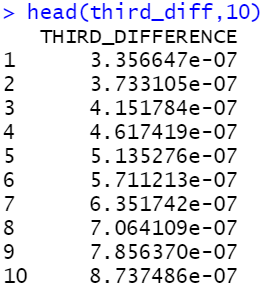 > head(third_diff,10)
THIRD_DIFFERENCE
1 3.356647e-07
2 3.733105e-07
3 4.151784e-07
4 4.617419e-07
5 5.135276e-07
6 5.711213e-07
7 6.351742e-07
8 7.064109e-07
9 7.856370e-07
10 8.737486e-07